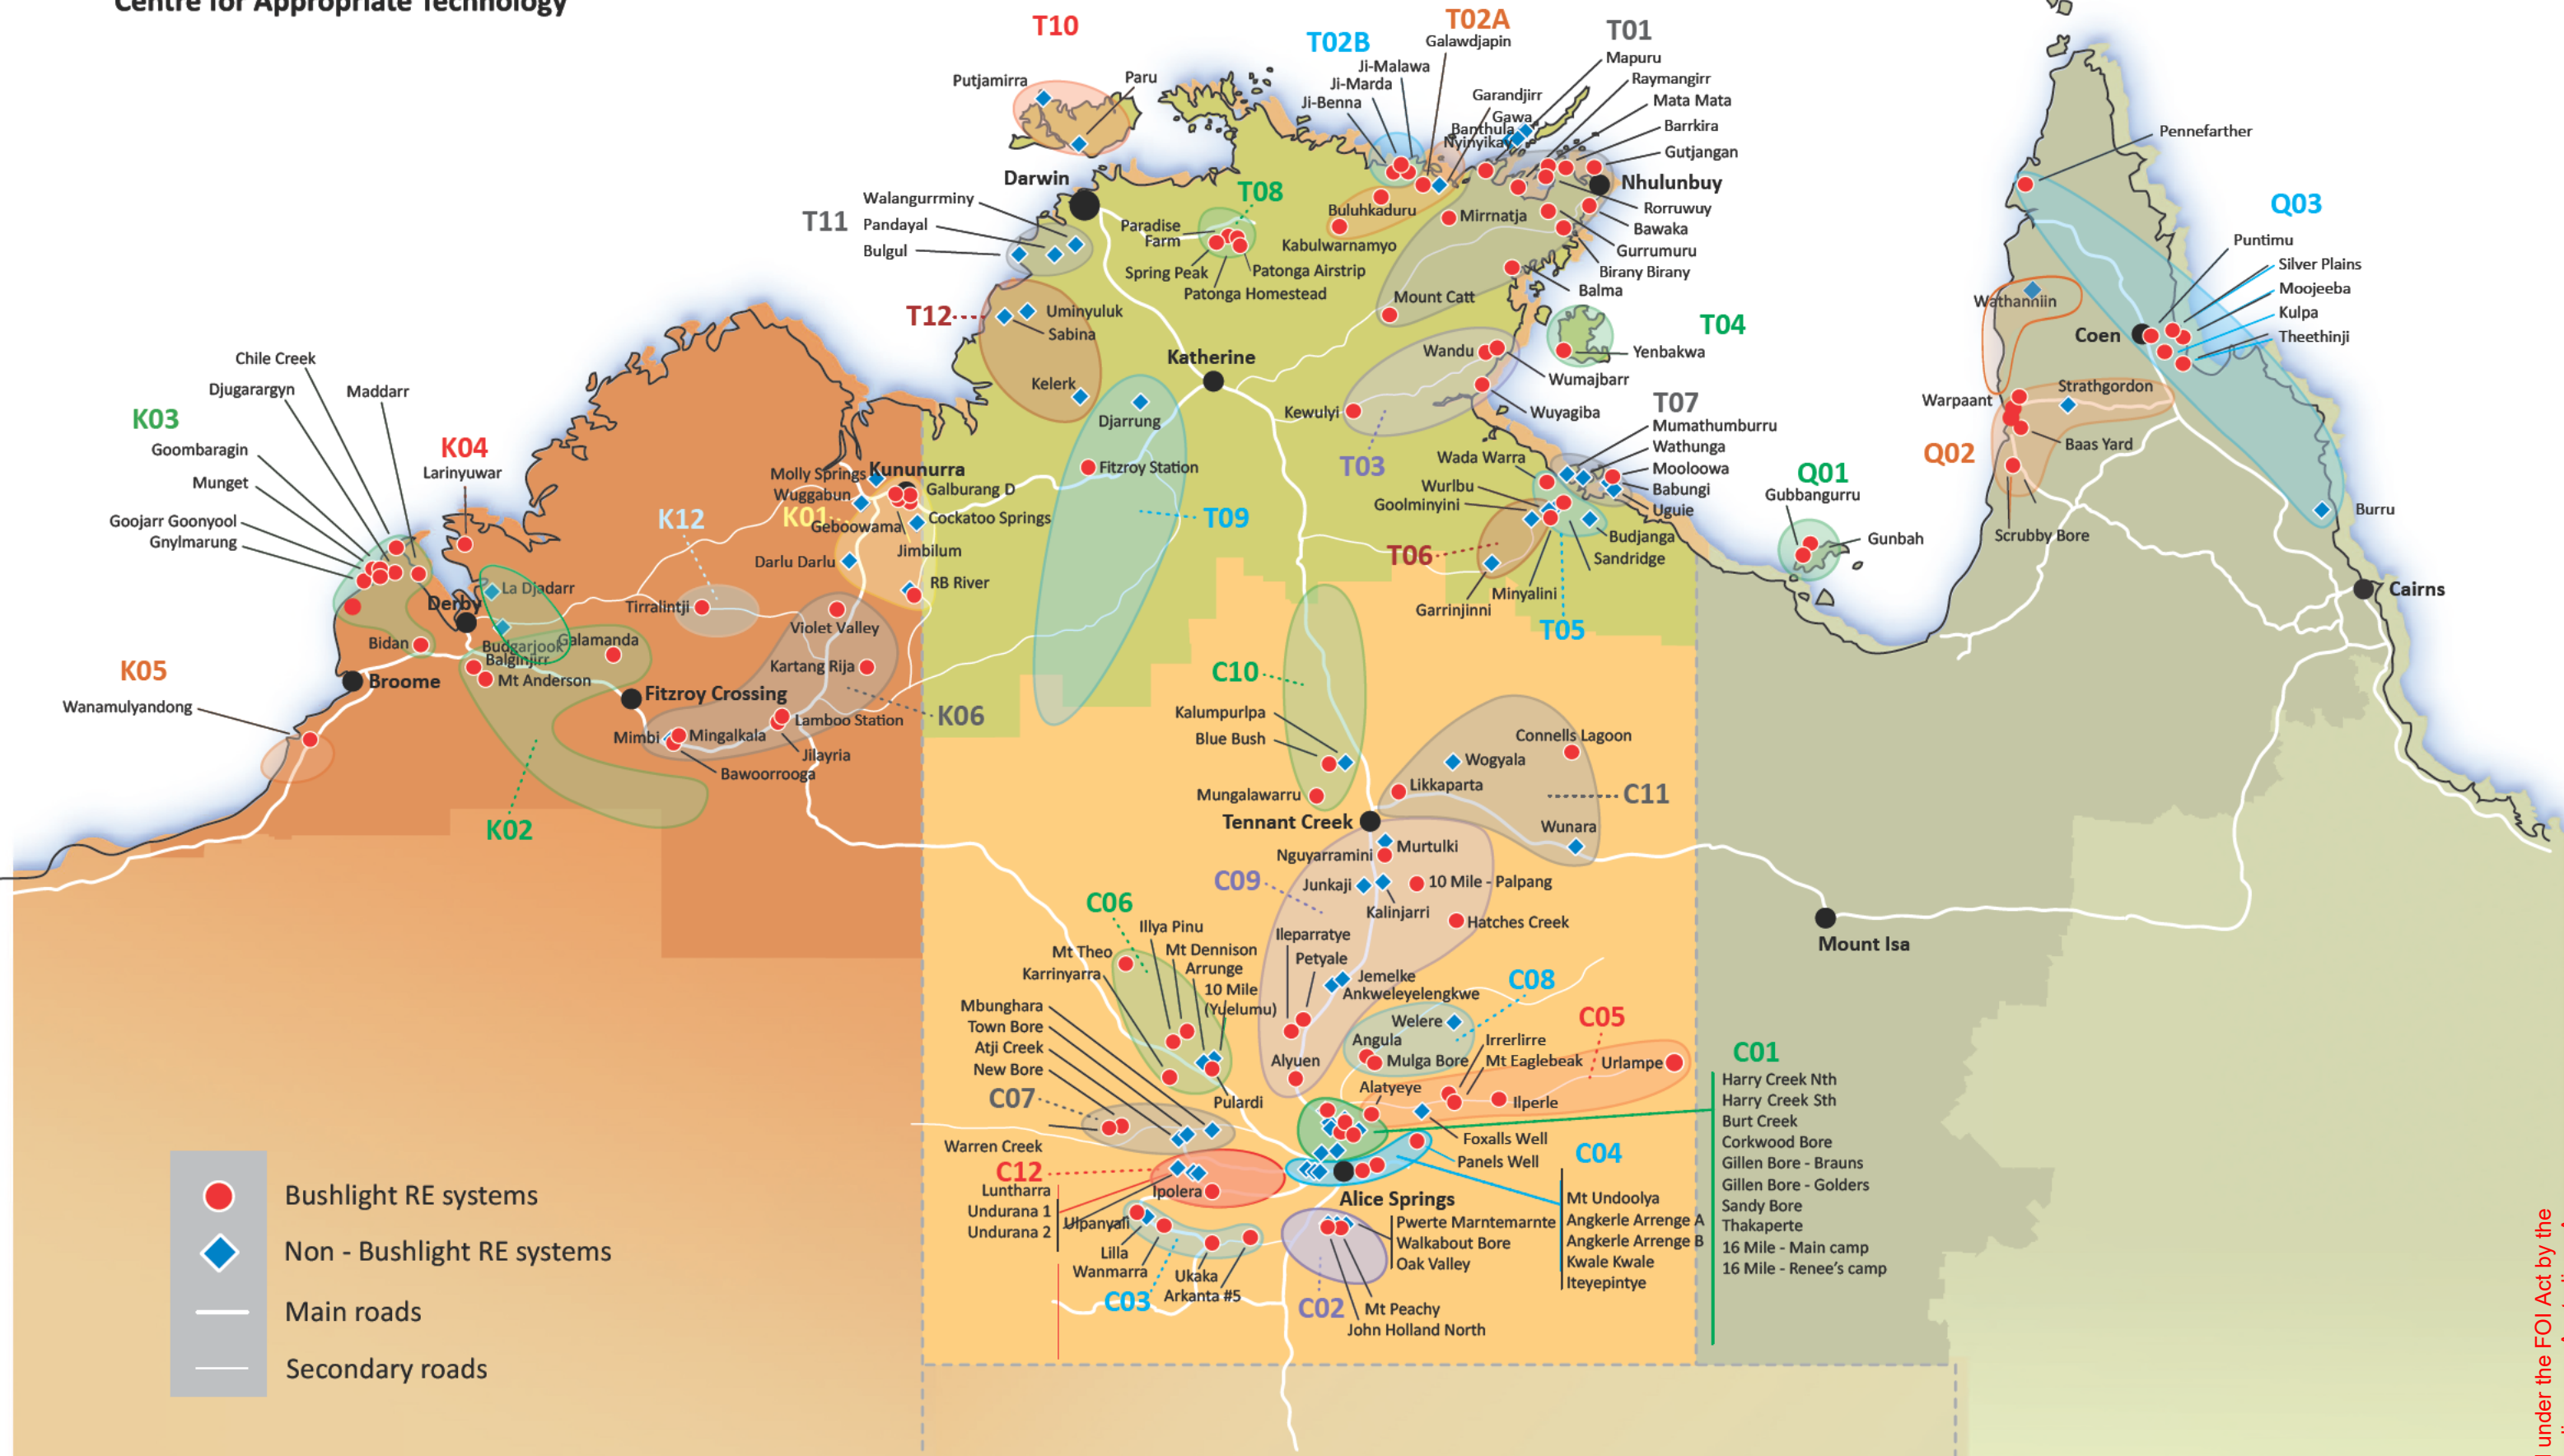 Centre for Appropriate Technology
T10
T02A
Galawdjapin
T01
T02B
Mapuru
Ji-Malawa
Putjamirra
Paru
Raymangirr
Ji-Marda
Garandjirr
Mata Mata
Ji-Benna
Gawa
Barrkira
Banthula
Nyinyikay
Gutjangan
Pennefarther
Darwin
Nhulunbuy
T08
Walangurrminy
Rorruwuy
Q03
T11
Pandayal
Paradise
Farm
Buluhkaduru
Mirrnatja
Bawaka
Bulgul
Kabulwarnamyo
Gurrumuru
Puntimu
Spring Peak
Patonga Airstrip
Birany Birany
Silver Plains
Patonga Homestead
Balma
Moojeeba
Mount Catt
Wathanniin
T12
Uminyuluk
Kulpa
Sabina
T04
Coen
Theethinji
Chile Creek
Katherine
Wandu
Yenbakwa
Djugarargyn
Maddarr
Kelerk
Wumajbarr
Strathgordon
K03
Djarrung
Kewulyi
Wuyagiba
T07
Warpaant
Goombaragin
K04
Larinyuwar
Mumathumburru
Wathunga
Baas Yard
Q02
Munget
Molly Springs
Kununurra
Fitzroy Station
T03
Wada Warra
Mooloowa
Q01
Wuggabun
Galburang D
Wurlbu
Babungi
Gubbangurru
Goojarr Goonyool
K12
K01
Geboowama
Cockatoo Springs
T09
Goolminyini
Uguie
Burru
Gnylmarung
Jimbilum
T06
Budjanga
Gunbah
Scrubby Bore
Darlu Darlu
Sandridge
La Djadarr
RB River
Minyalini
Derby
Tirralintji
Garrinjinni
Cairns
Violet Valley
T05
Bidan
Budgarjook
Galamanda
Balginjirr
Kartang Rija
K05
Broome
Mt Anderson
Fitzroy Crossing
C10
Wanamulyandong
Lamboo Station
K06
Kalumpurlpa
Mimbi
Mingalkala
Blue Bush
Connells Lagoon
Jilayria
Wogyala
Bawoorrooga
Likkaparta
Mungalawarru
C11
K02
Tennant Creek
Wunara
Murtulki
Nguyarramini
C09
Junkaji
10 Mile - Palpang
C06
Kalinjarri
Illya Pinu
Hatches Creek
Mount Isa
Ileparratye
Mt Theo
Mt Dennison
Petyale
Karrinyarra
Arrunge
Jemelke
C08
10 Mile
(Yuelumu)
Ankweleyelengkwe
Mbunghara
Town Bore
Welere
C05
Atji Creek
Angula
Irrerlirre
C01
New Bore
Alyuen
Mulga Bore
Mt Eaglebeak
Urlampe
Harry Creek Nth
C07
Pulardi
Alatyeye
Ilperle
Harry Creek Sth
Burt Creek
Warren Creek
Foxalls Well
Corkwood Bore
C12
Panels Well
C04
Gillen Bore - Brauns
Luntharra
Ipolera
Alice Springs
Gillen Bore - Golders
Undurana 1
Mt Undoolya
Sandy Bore
Undurana 2
Ulpanyali
Pwerte Marntemarnte
Angkerle Arrenge A
Thakaperte
Lilla
Walkabout Bore
Angkerle Arrenge B
16 Mile - Main camp
Wanmarra
Oak Valley
Kwale Kwale
16 Mile - Renee's camp
Ukaka
Iteyepintye
C03
Arkanta #5
C02
Mt Peachy
John Holland North
Bushlight RE systems
Non - Bushlight RE systems
Main roads
Secondary roads
under the FOI Act by the